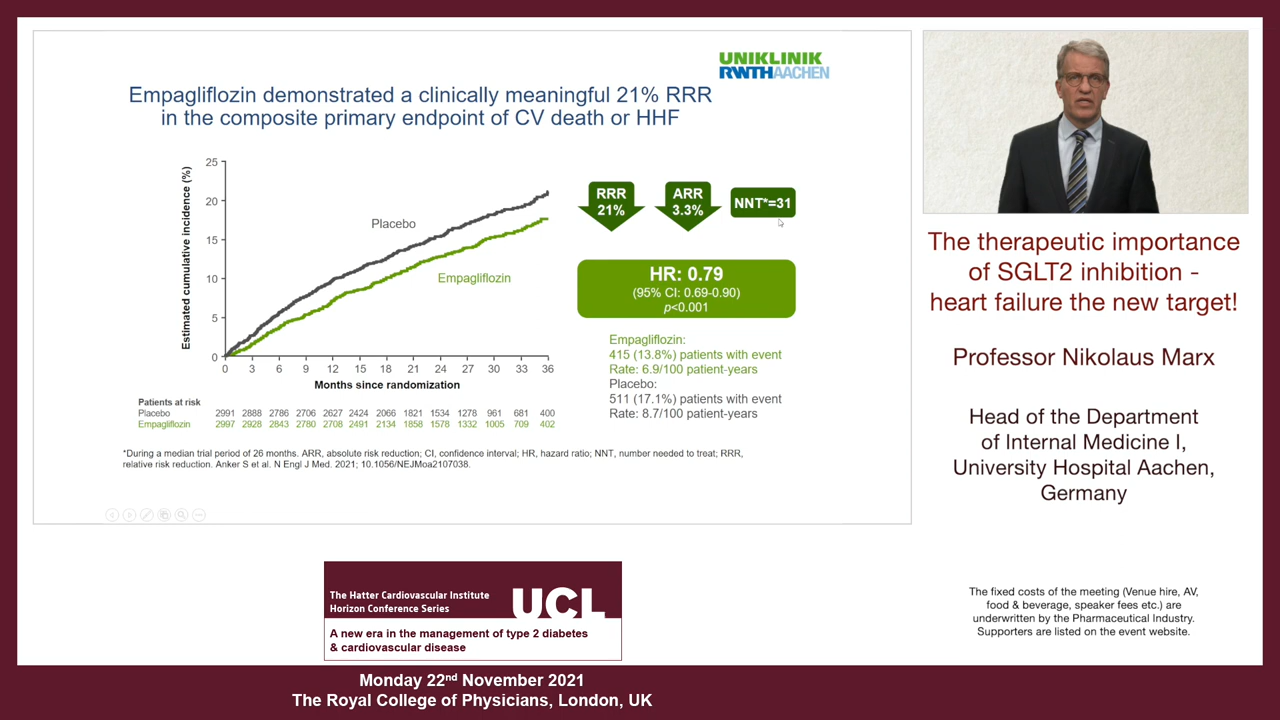 UNIKLINIK
RWTHAACHEN
Empagliflozin demonstrated a clinically meaningful 21% RRR
in the composite primary endpoint of CV death or HHF
Estimated cumulative incidence (%)
25
20
15
10
5
0
Placebo
Empagliflozin
0 3 6 9 12 15 18 21 24 27 30 33 36
Months since randomization
Patients at risk
Placebo 2991 2888 2786 2706 2627 2424 2066 1821 1534 1278 961 681 400
Empagliflozin 2997 2928 2843 2780 2708 2491 2134 1858 1578 1332 1005 709 402
RRR
21%
ARR
3.3%
NNT*=31
HR: 0.79
(95% CI: 0.69-0.90)
p<0.001
Empagliflozin:
415 (13.8%) patients with event
Rate: 6.9/100 patient-years
Placebo:
511 (17.1%) patients with event
Rate: 8.7/100 patient-years
*During a median trial period of 26 months. ARR, absolute risk reduction; CI, confidence interval; HR, hazard ratio; NNT, number needed to treat; RRR,
relative risk reduction. Anker S et al. N Engl J Med. 2021; 10.1056/NEJMoa2107038.
The therapeutic importance
of SGLT2 inhibition -
heart failure the new target!
Professor Nikolaus Marx
Head of the Department
of Internal Medicine I,
University Hospital Aachen,
Germany
The fixed costs of the meeting (Venue hire, AV,
food & beverage, speaker fees etc.) are
underwritten by the Pharmaceutical Industry.
Supporters are listed on the event website.
The Hatter Cardiovascular Institute
Horizon Conference Series
UCL
A new era in the management of type 2 diabetes
& cardiovascular disease
Monday 22nd November 2021
The Royal College of Physicians, London, UK